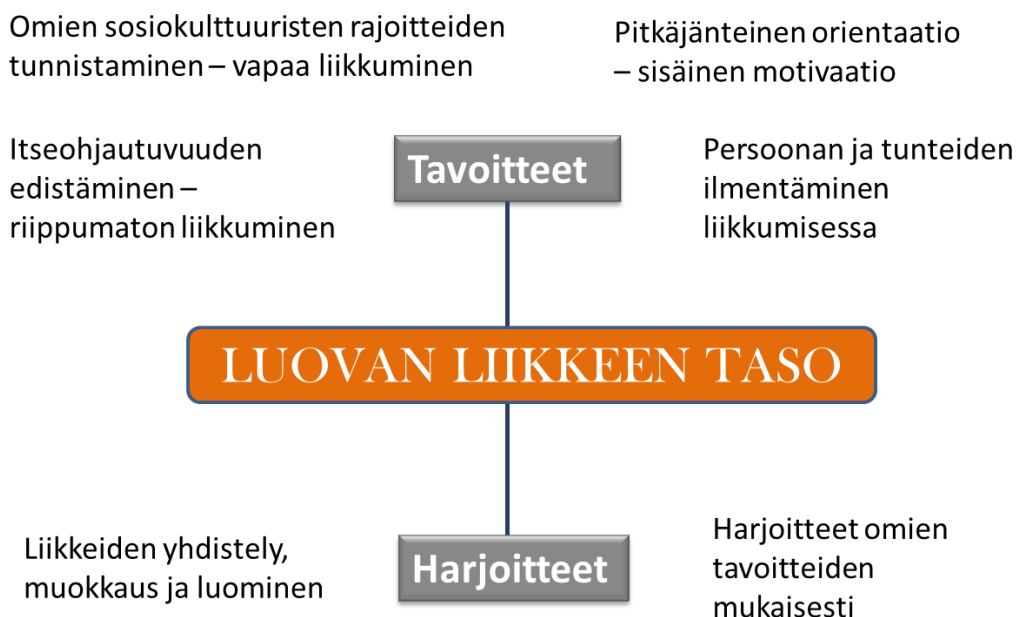 Omien sosiokulttuuristen rajoitteiden
tunnistaminen – vapaa liikkuminen
Pitkäjänteinen orientaatio
– sisäinen motivaatio
Itseohjautuvuuden
edistäminen –
riippumaton liikkuminen
Tavoitteet
Persoonan ja tunteiden
ilmentäminen
liikkumisessa
LUOVAN LIIKKEEN TASO
Liikkeiden yhdistely,
muokkaus ja luominen
Harjoitteet
Harjoitteet omien
tavoitteiden
mukaisesti